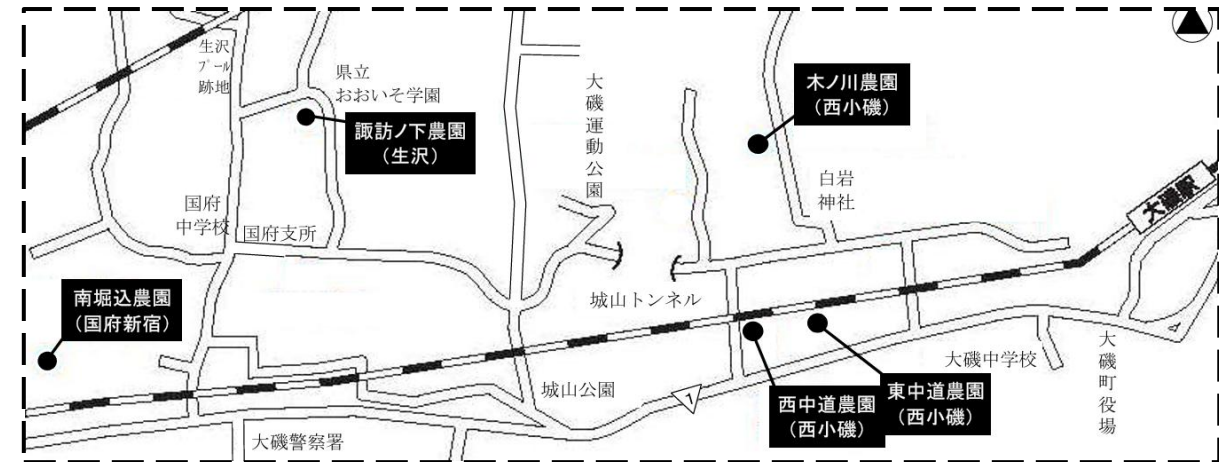 生沢
プール
跡地
県立
おおいそ学園
諏訪ノ下農園
(生沢)
大磯運動公園
木ノ川農園
(西小磯)
白岩
神社
大磯駅
国府
中学校
国府支所
南堀込農園
(国府新宿)
城山トンネル
城山公園
1
西中道農園
(西小磯)
東中道農園
(西小磯)
大磯中学校
大磯町役場
大磯警察署